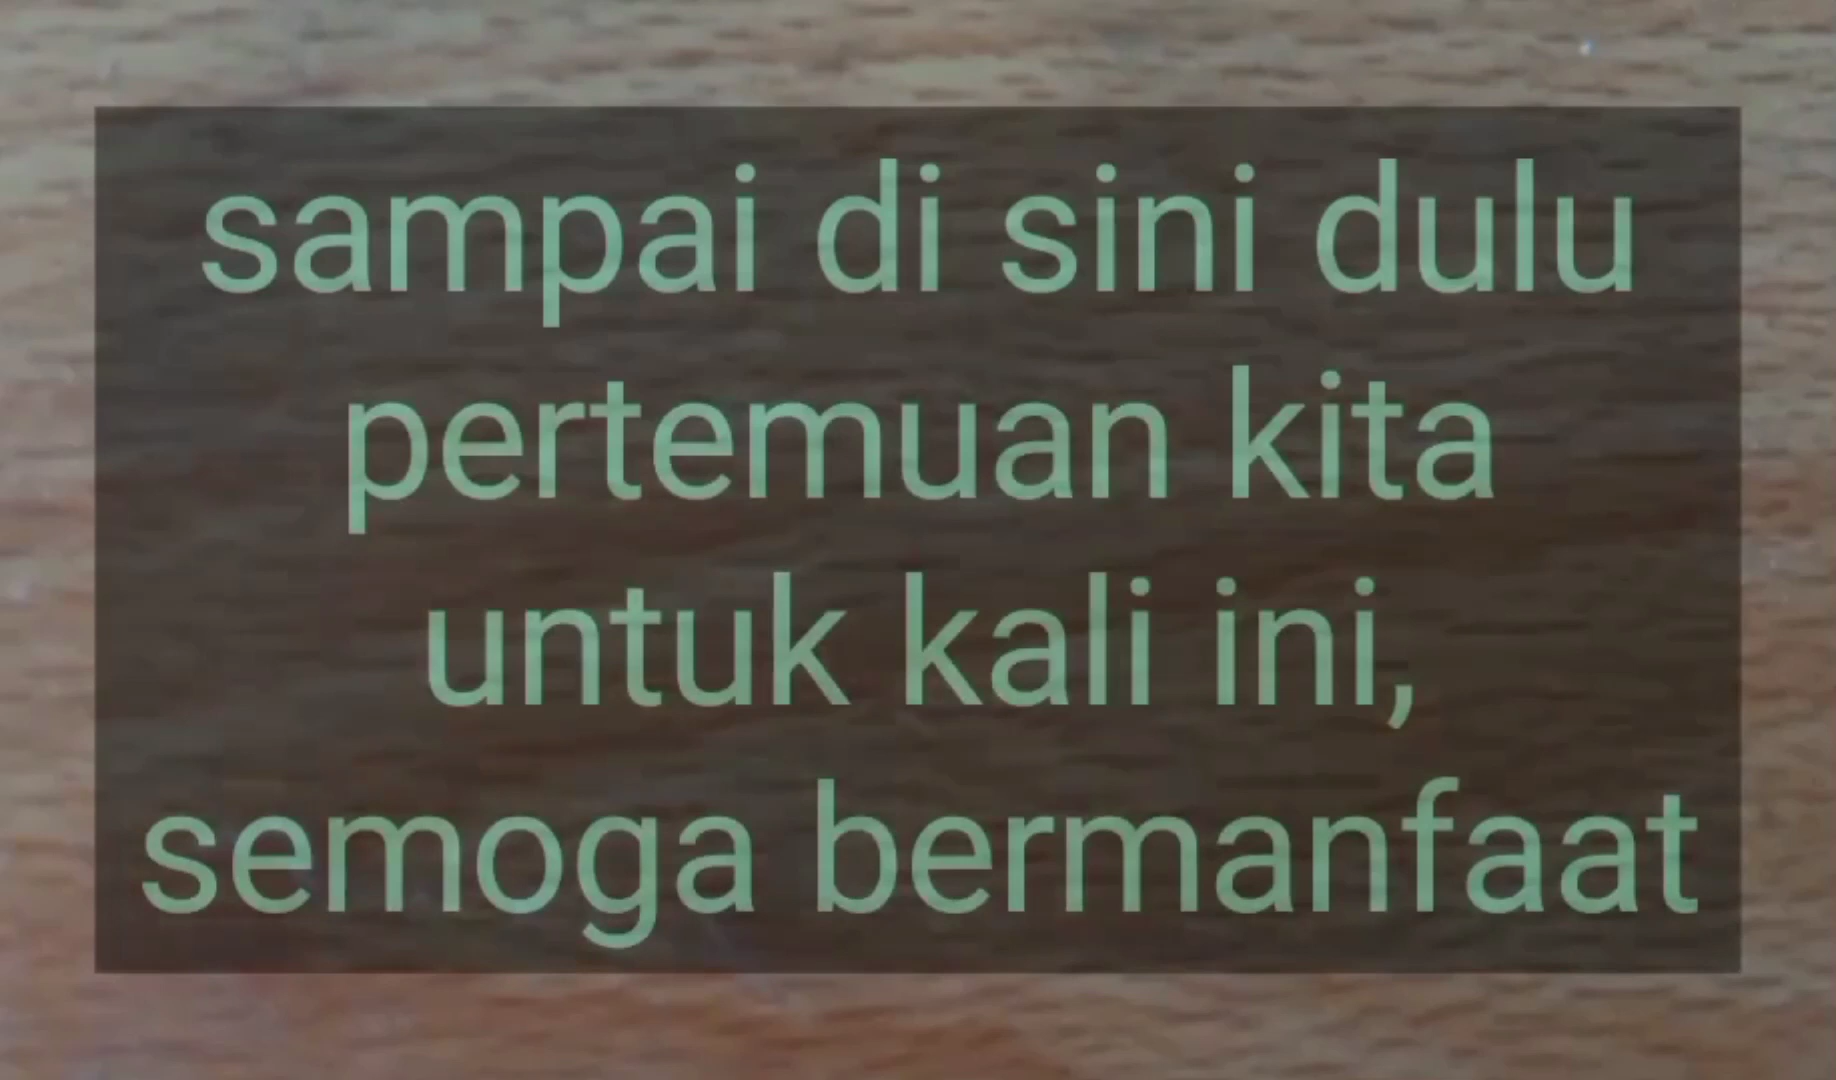 sampai di sini dulu
pertemuan kita
untuk kali ini,
semoga bermanfaat